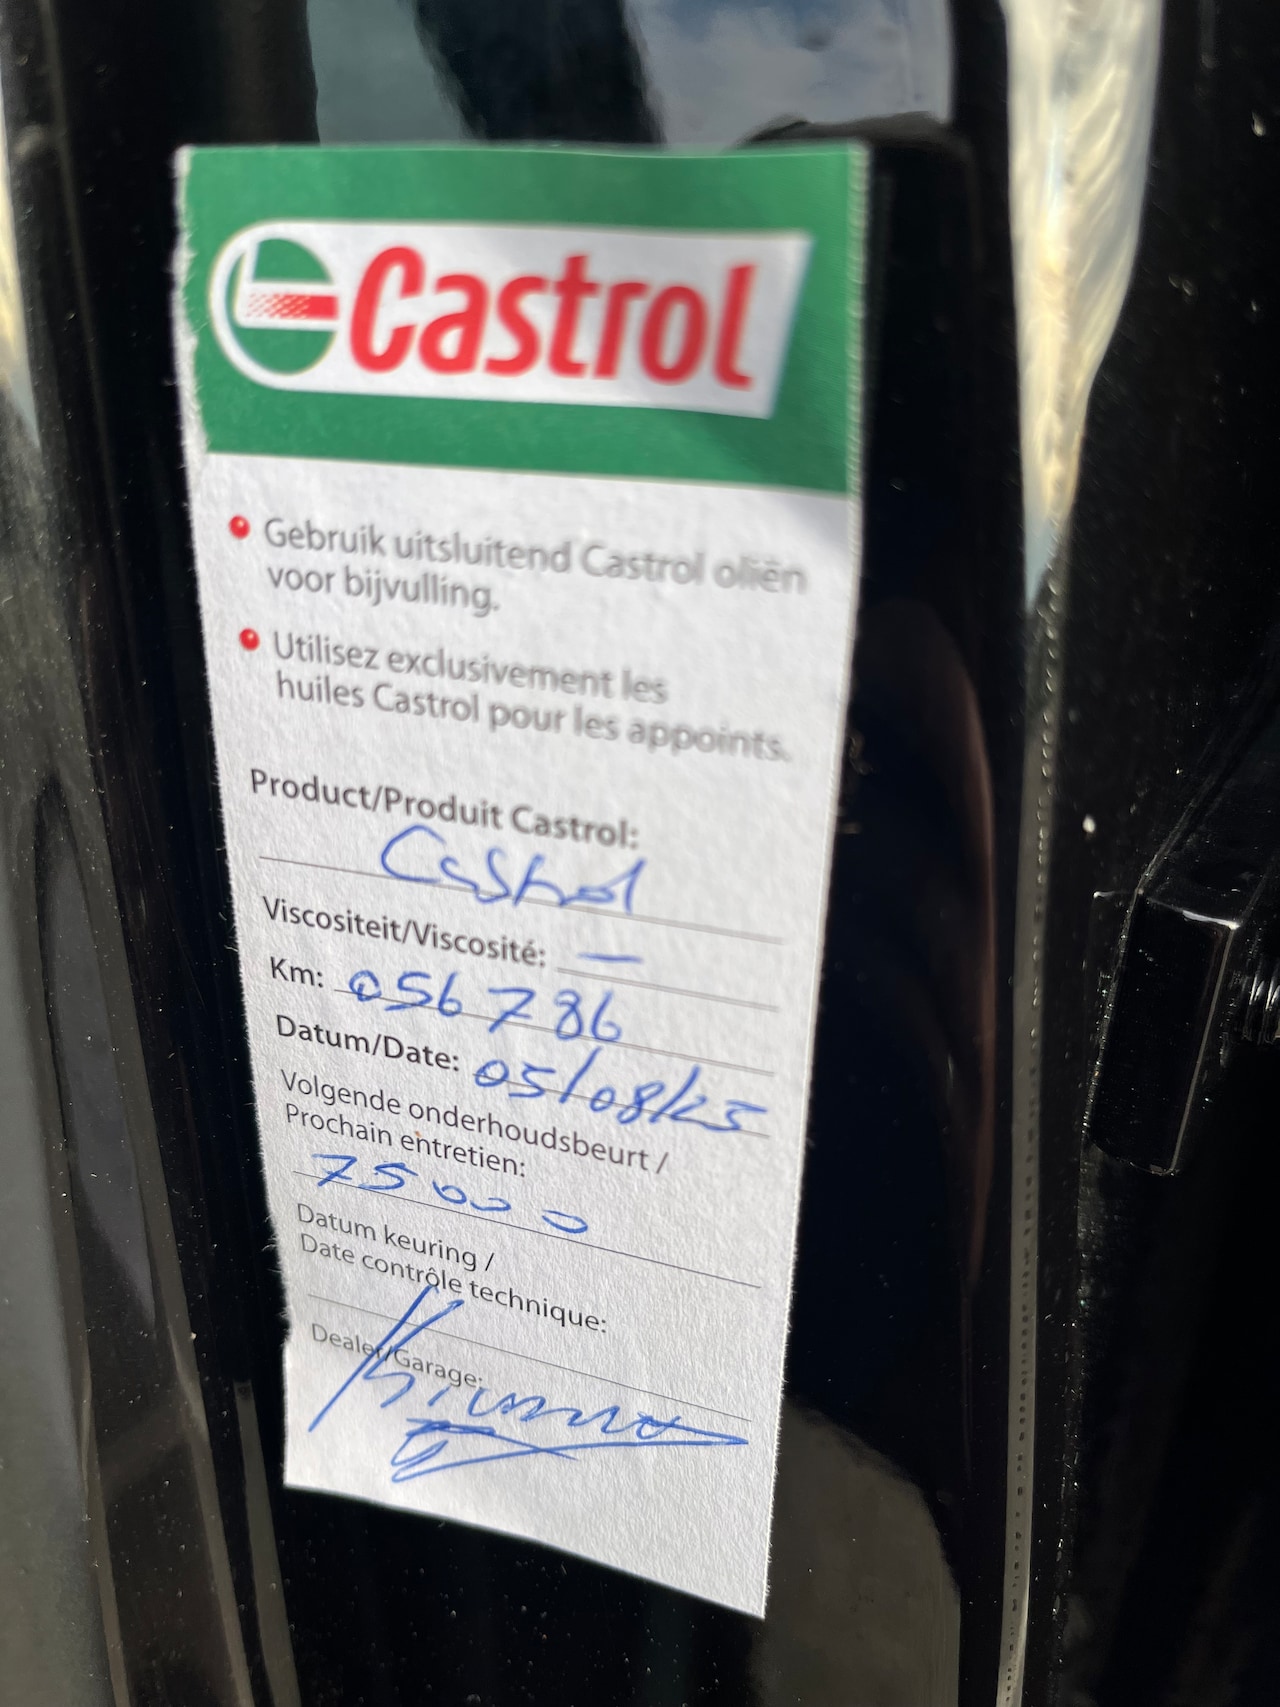 Castrol
Gebruik uitsluitend Castrol oliën
voor bijvulling.
Utilisez exclusivement les
huiles Castrol pour les appoints.
Product/Produit Castrol:
Castrol
Viscositeit/Viscosité: —
Km: 056786
Datum/Date: 05/08/25
Volgende onderhoudsbeurt /
Prochain entretien:
75000
Datum keuring /
Date contrôle technique:
Dealer/Garage: